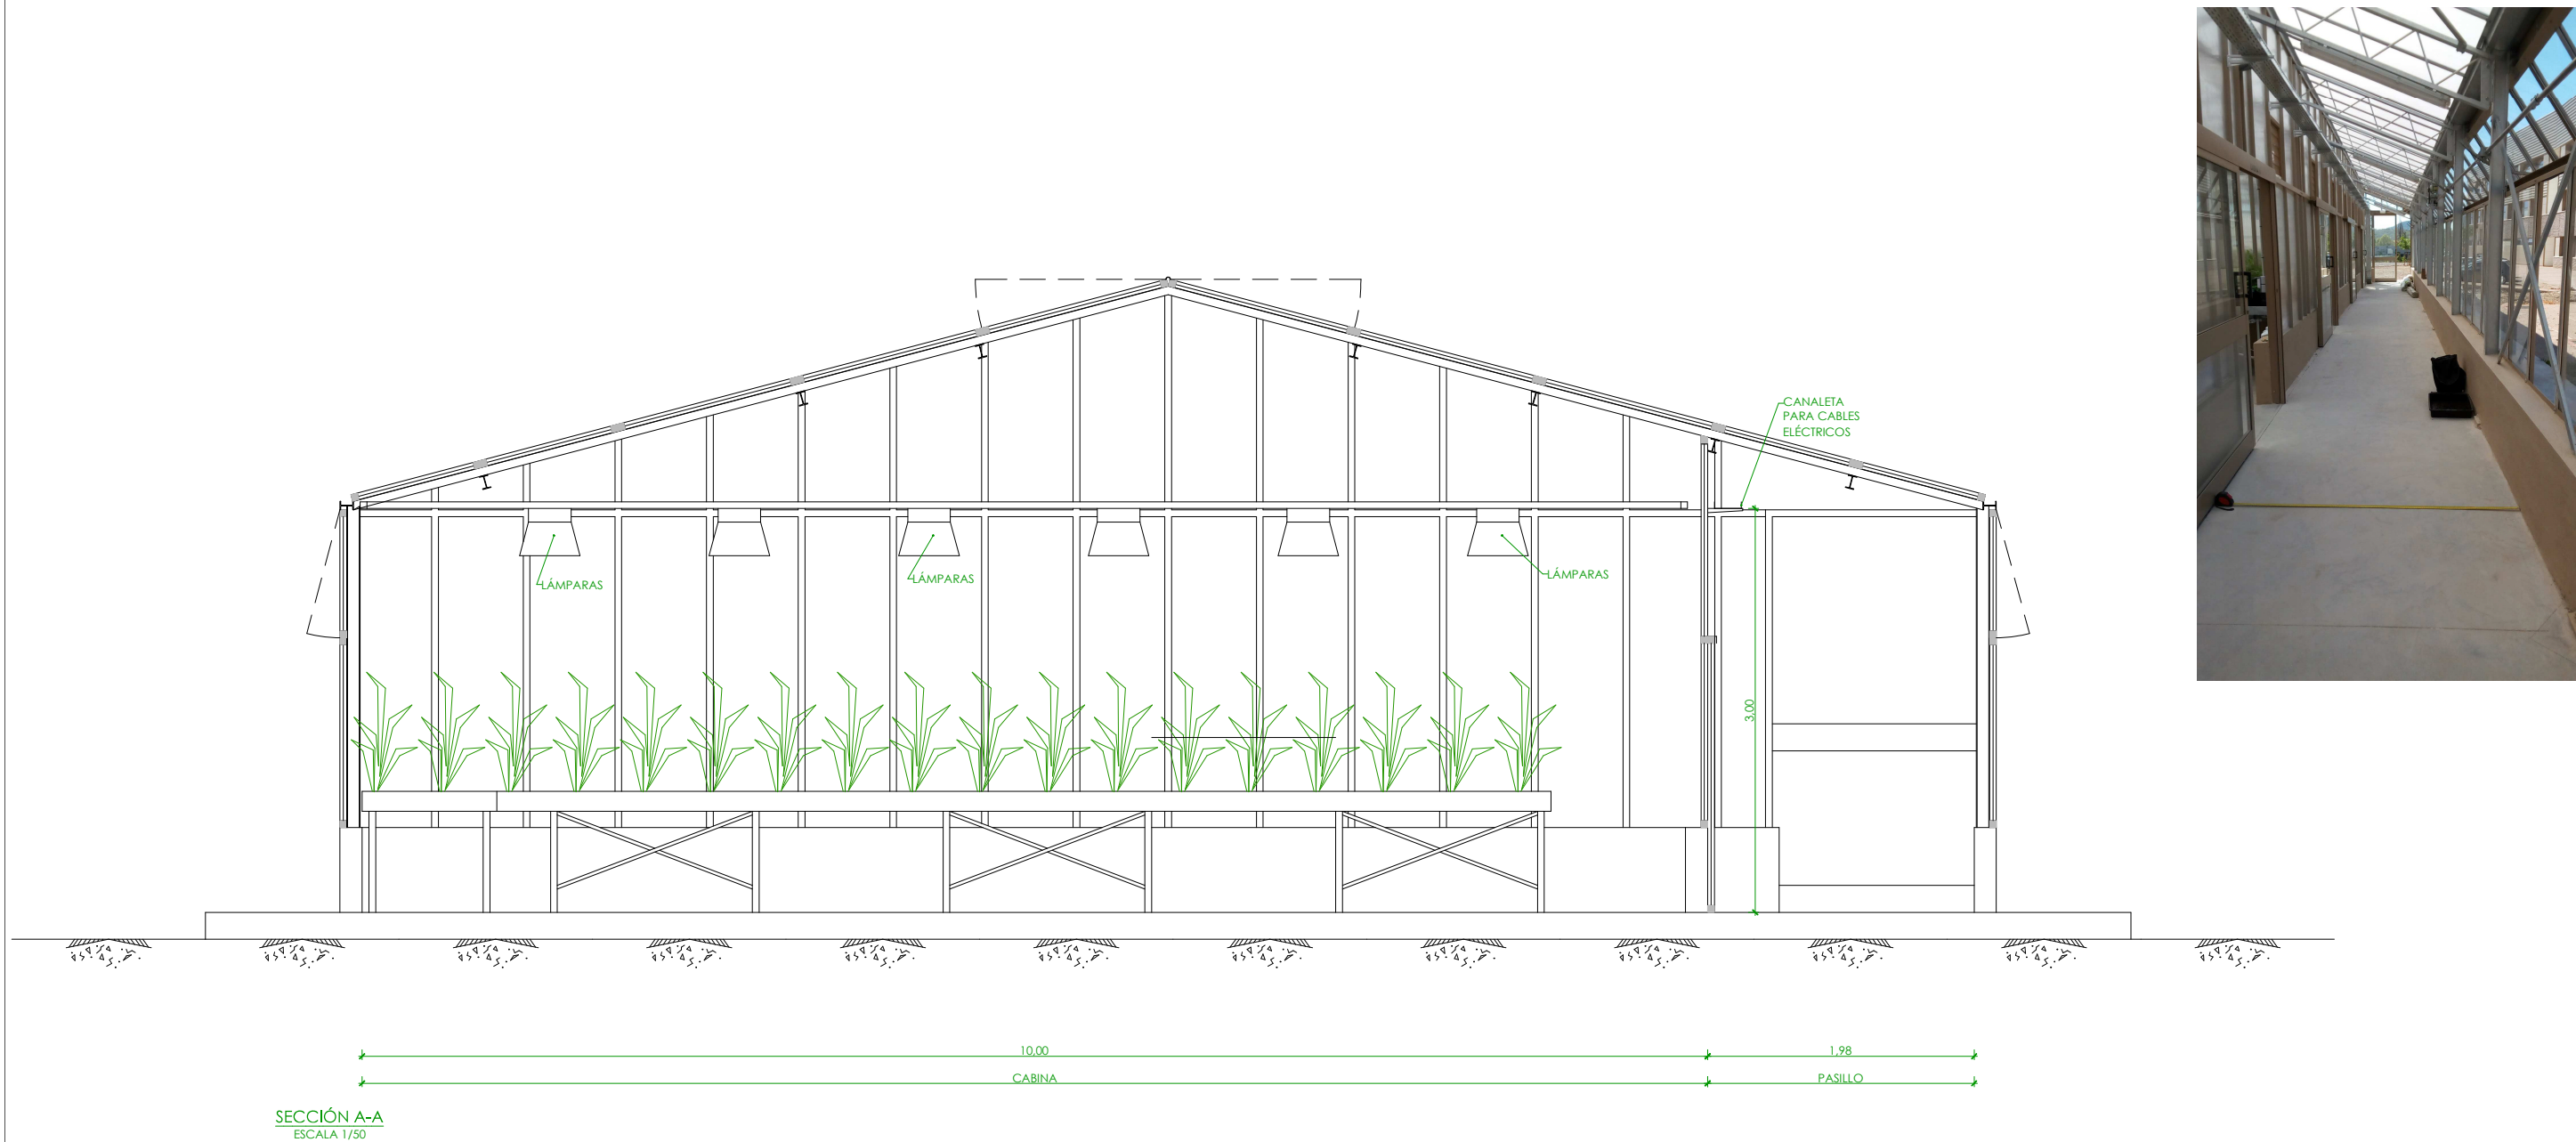 CANALETA
PARA CABLES
ELÉCTRICOS
LÁMPARAS
LÁMPARAS
LÁMPARAS
3,00
10,00
1,98
CABINA
PASILLO
SECCIÓN A-A
ESCALA 1/50